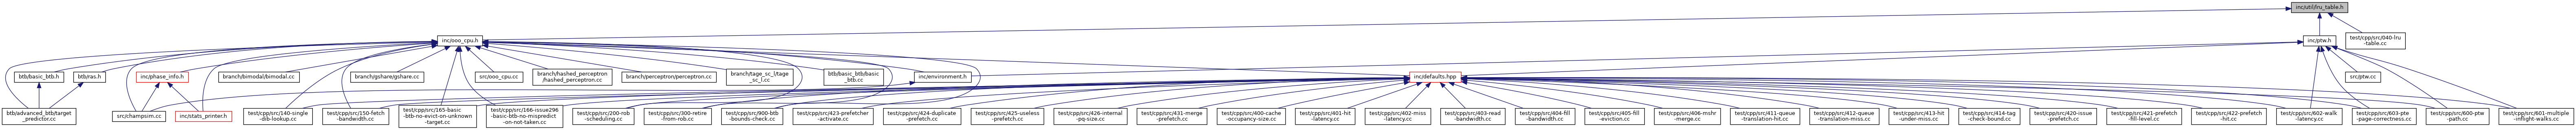 inc/util/lru_table.h
inc/ooo_cpu.h
inc/ptw.h
test/cpp/src/040-lru
-table.cc
btb/basic_btb.h
btb/ras.h
inc/phase_info.h
branch/bimodal/bimodal.cc
branch/gshare/gshare.cc
src/ooo_cpu.cc
branch/hashed_perceptron
/hashed_perceptron.cc
branch/perceptron/perceptron.cc
branch/tage_sc_l/tage
_sc_l.cc
btb/basic_btb/basic
_btb.cc
inc/environment.h
inc/defaults.hpp
src/ptw.cc
btb/advanced_btb/target
_predictor.cc
src/champsim.cc
inc/stats_printer.h
test/cpp/src/140-single
-dib-lookup.cc
test/cpp/src/150-fetch
-bandwidth.cc
test/cpp/src/165-basic
-btb-no-evict-on-unknown
-target.cc
test/cpp/src/166-issue296
-basic-btb-no-mispredict
-on-not-taken.cc
test/cpp/src/200-rob
-scheduling.cc
test/cpp/src/300-retire
-from-rob.cc
test/cpp/src/900-btb
-bounds-check.cc
test/cpp/src/423-prefetcher
-activate.cc
test/cpp/src/424-duplicate
-prefetch.cc
test/cpp/src/425-useless
-prefetch.cc
test/cpp/src/426-internal
-pq-size.cc
test/cpp/src/431-merge
-prefetch.cc
test/cpp/src/400-cache
-occupancy-size.cc
test/cpp/src/401-hit
-latency.cc
test/cpp/src/402-miss
-latency.cc
test/cpp/src/403-read
-bandwidth.cc
test/cpp/src/404-fill
-bandwidth.cc
test/cpp/src/405-fill
-eviction.cc
test/cpp/src/406-mshr
-merge.cc
test/cpp/src/411-queue
-translation-hit.cc
test/cpp/src/412-queue
-translation-miss.cc
test/cpp/src/413-hit
-under-miss.cc
test/cpp/src/414-tag
-check-bound.cc
test/cpp/src/420-issue
-prefetch.cc
test/cpp/src/421-prefetch
-fill-level.cc
test/cpp/src/422-prefetch
-hit.cc
test/cpp/src/602-walk
-latency.cc
test/cpp/src/603-pte
-page-correctness.cc
test/cpp/src/600-ptw
-path.cc
test/cpp/src/601-multiple
-inflight-walks.cc